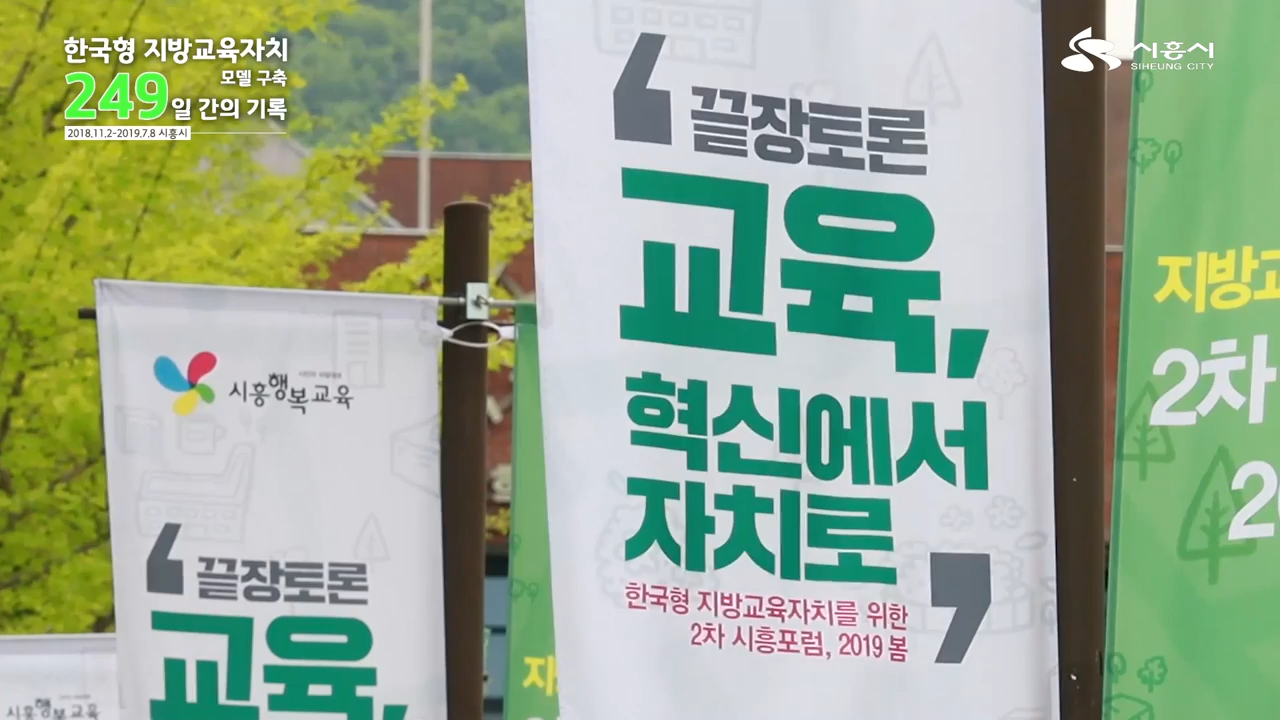 한국형 지방교육자치
모델 구축
249일 간의 기록
2018.11.2-2019.7.8 시흥시
시흥시
SIHEUNG CITY
끝장토론
교육,
혁신에서
자치로
한국형 지방교육자치를 위한
2차 시흥포럼, 2019 봄
시흥행복교육
끝장토론
교육,
시흥행복교육
지방교
2차
20